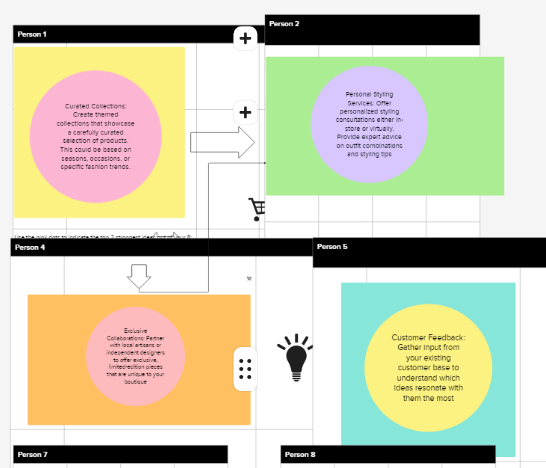 Person 1
Person 2
Curated Collections:
Create themed
collections that showcase
a carefully curated
selection of products.
This could be based on
seasons, occasions, or
specific fashion trends.
Personal Styling
Services: Offer
personalized styling
consultations either in-
store or virtually.
Provide expert advice
on outfit combinations
and styling tips
Person 4
Person 5
Exclusive
Collaborations: Partner
with local artisans or
independent designers
to offer exclusive,
limited-edition pieces
that are unique to your
boutique
Customer Feedback:
Gather input from
your existing
customer base to
understand which
ideas resonate with
them the most
Person 7
Person 8